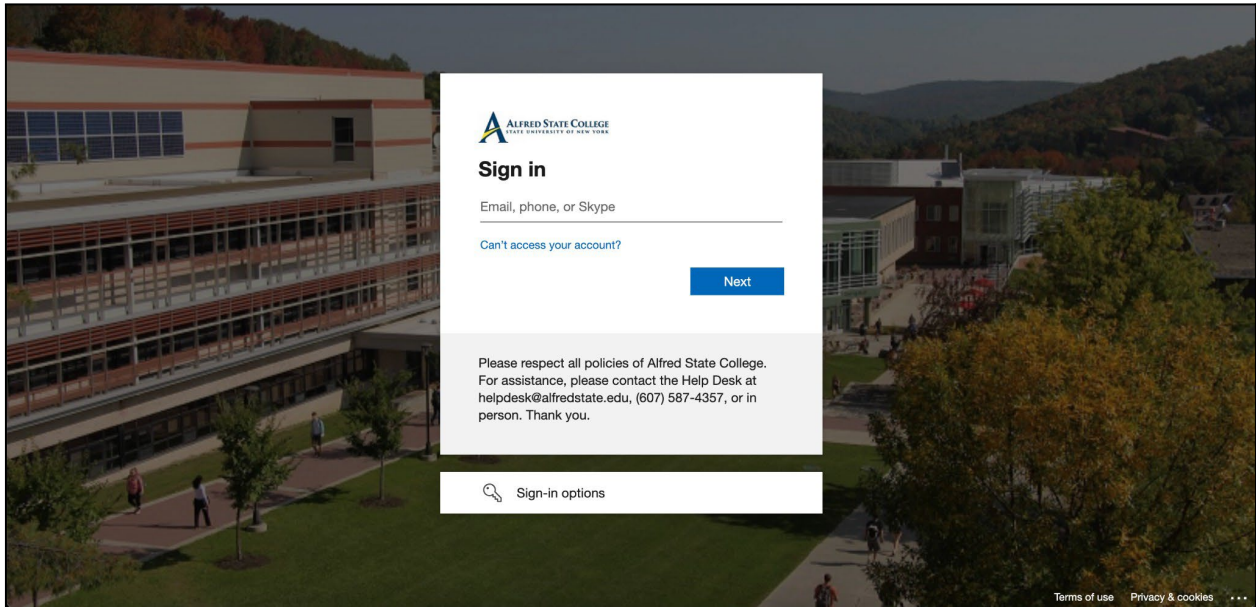 ALFRED STATE COLLEGE
STATE UNIVERSITY OF NEW YORK
Sign in
Email, phone, or Skype
Can't access your account?
Next
Please respect all policies of Alfred State College.
For assistance, please contact the Help Desk at
helpdesk@alfredstate.edu, (607) 587-4357, or in
person. Thank you.
Sign-in options
Terms of use Privacy & cookies ...